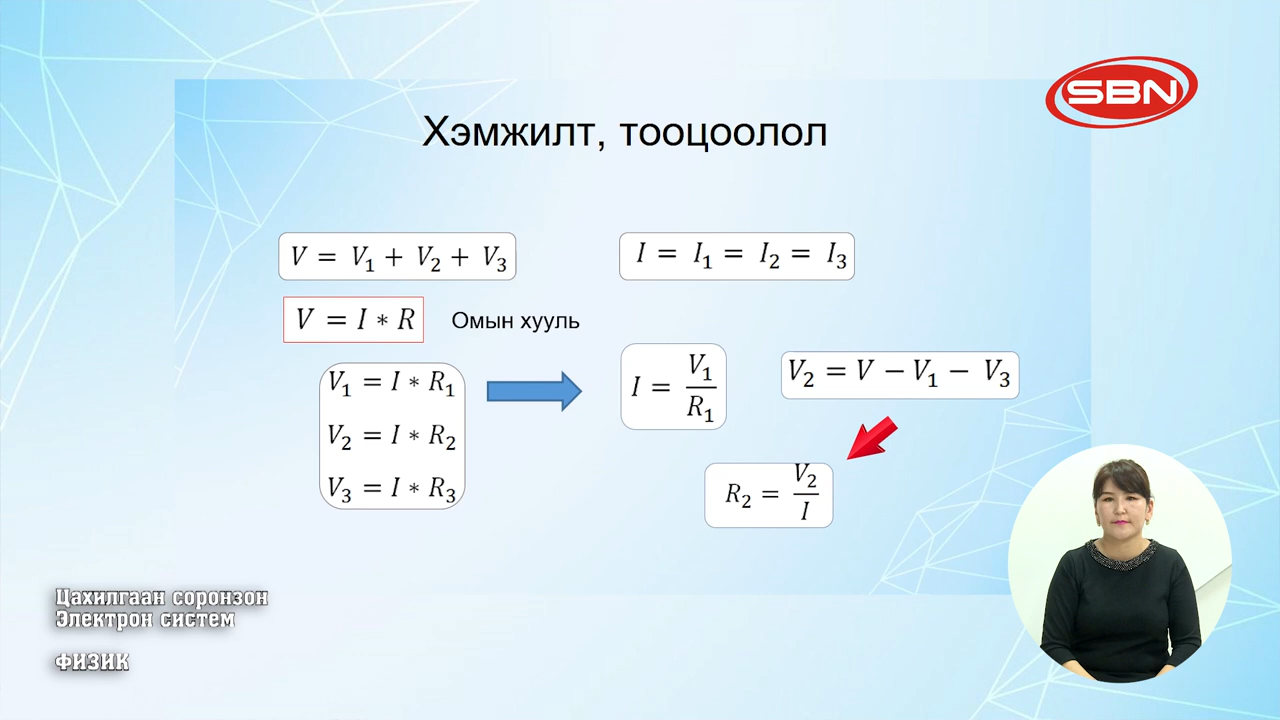 SBN
Хэмжилт, тооцоолол
V = V₁ + V₂ + V₃
I = I₁ = I₂ = I₃
V = I * R
Омын хууль
V₁ = I * R₁
V₂ = I * R₂
V₃ = I * R₃
I = V₁/R₁
V₂ = V − V₁ − V₃
R₂ = V₂/I
Цахилгаан соронзон
Электрон систем
ФИЗИК